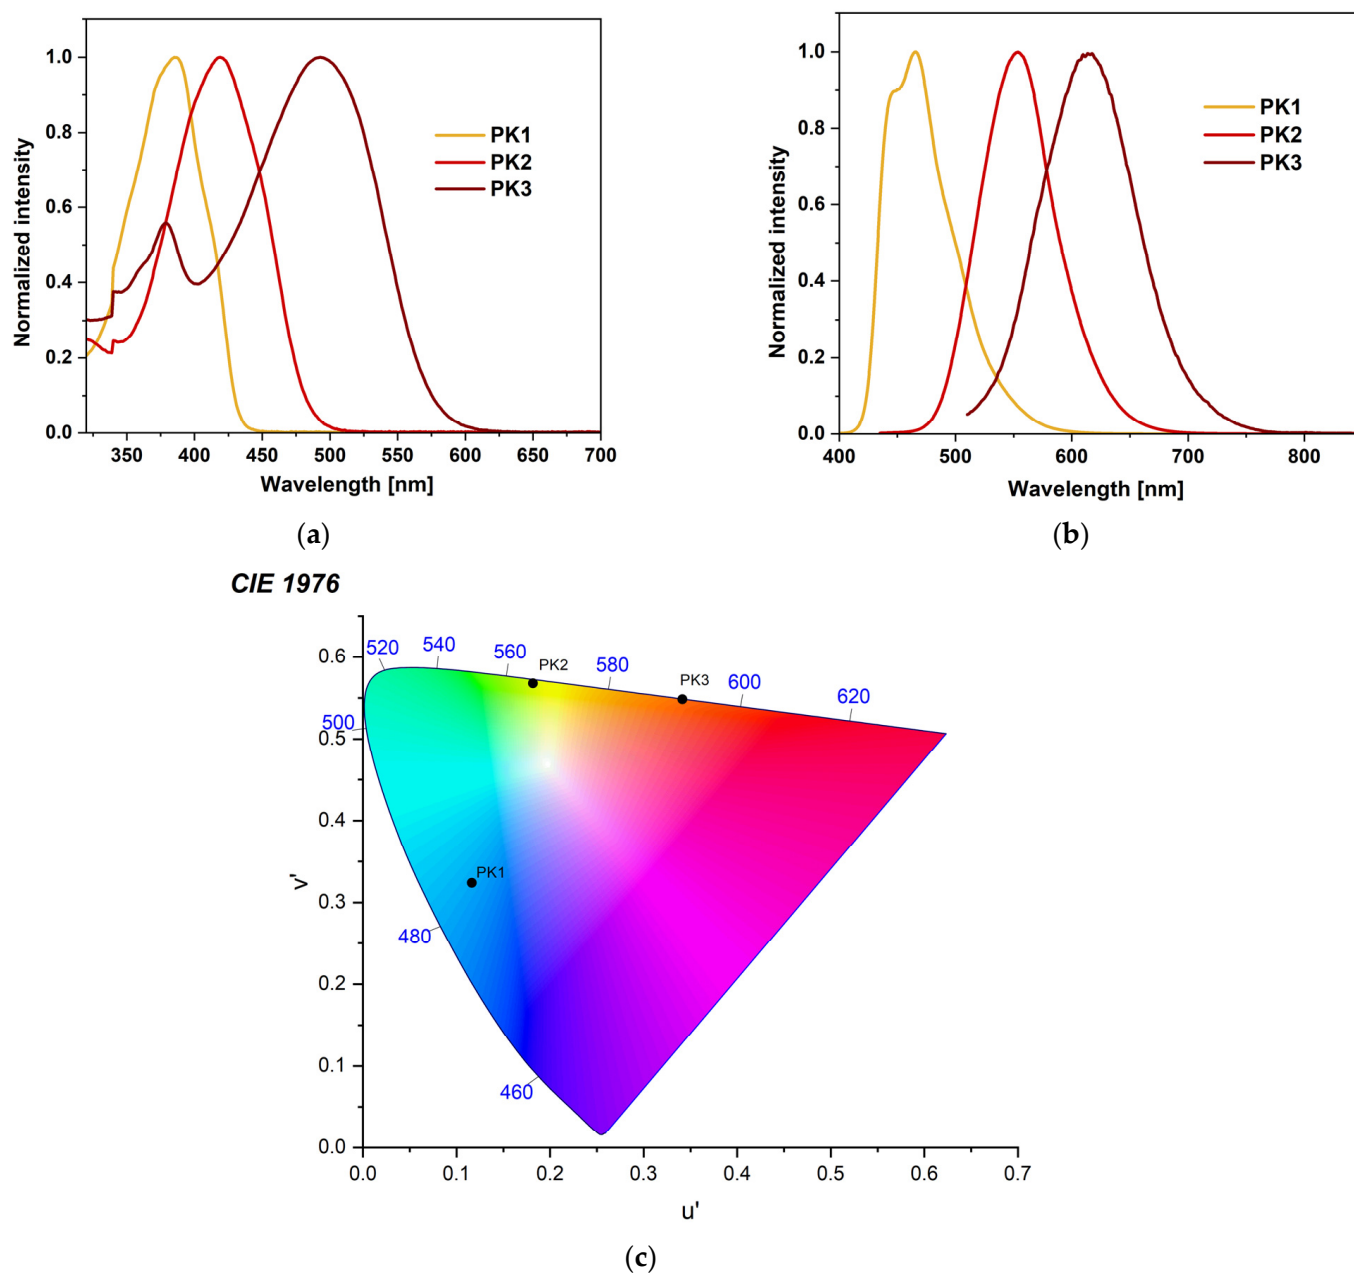 1.0
0.8
0.6
0.4
0.2
0.0
Normalized intensity
PK1
PK2
PK3
350 400 450 500 550 600 650 700
Wavelength [nm]
(a)
1.0
0.8
0.6
0.4
0.2
0.0
Normalized intensity
PK1
PK2
PK3
400 500 600 700 800
Wavelength [nm]
(b)
CIE 1976
0.6
0.5
0.4
0.3
0.2
0.1
0.0
v'
520 540 560 PK2 580 PK3 600 620
500
PK1
480
460
0.0 0.1 0.2 0.3 0.4 0.5 0.6 0.7
u'
(c)